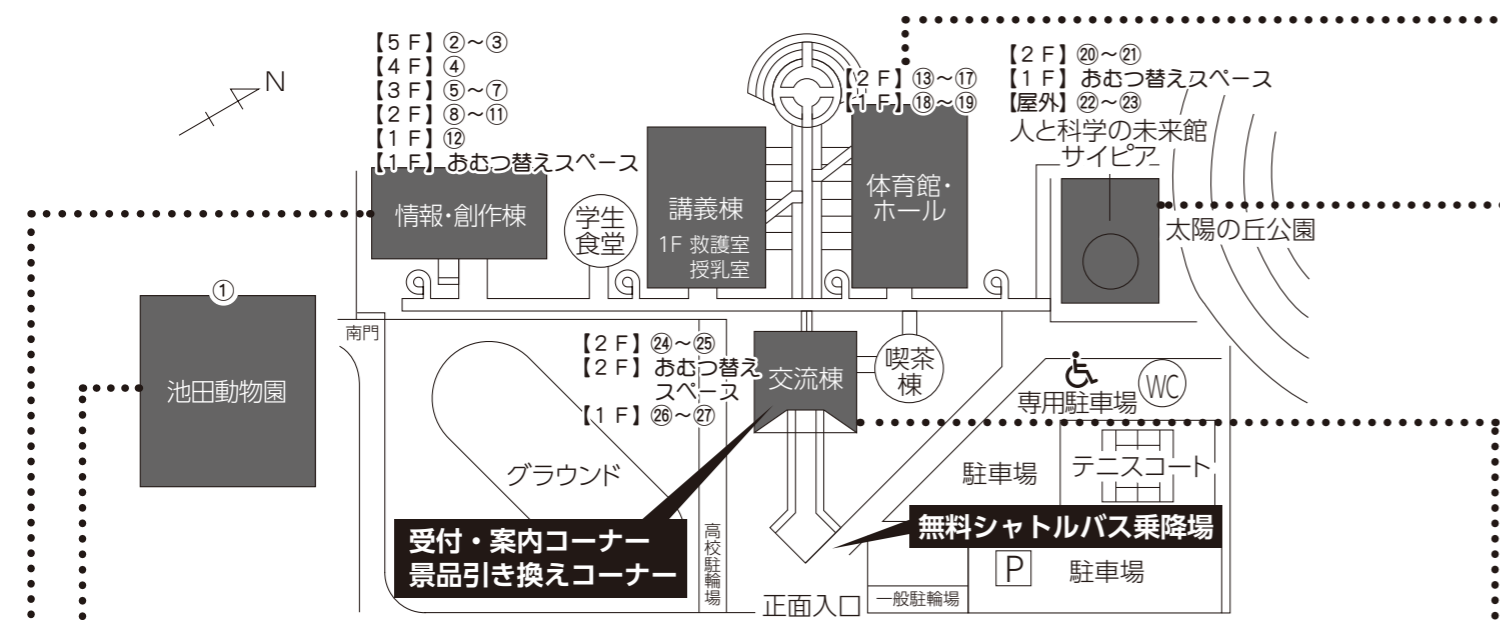 N
【５Ｆ】②～③
【４Ｆ】④
【３Ｆ】⑤～⑦
【２Ｆ】⑧～⑪
【１Ｆ】⑫
【１Ｆ】おむつ替えスペース
情報・創作棟
学生
食堂
講義棟
1F 救護室
授乳室
【２Ｆ】⑬～⑰
【１Ｆ】⑱～⑲
体育館・
ホール
【２Ｆ】⑳～㉑
【１Ｆ】おむつ替えスペース
【屋外】㉒～㉓
人と科学の未来館
サイピア
太陽の丘公園
①
池田動物園
南門
【２Ｆ】㉔～㉕
【２Ｆ】おむつ替え
スペース
【１Ｆ】㉖～㉗
交流棟
喫茶
棟
専用駐車場
WC
グラウンド
駐車場
テニスコート
受付・案内コーナー
景品引き換えコーナー
高校駐輪場
無料シャトルバス乗降場
P
駐車場
正面入口
一般駐輪場